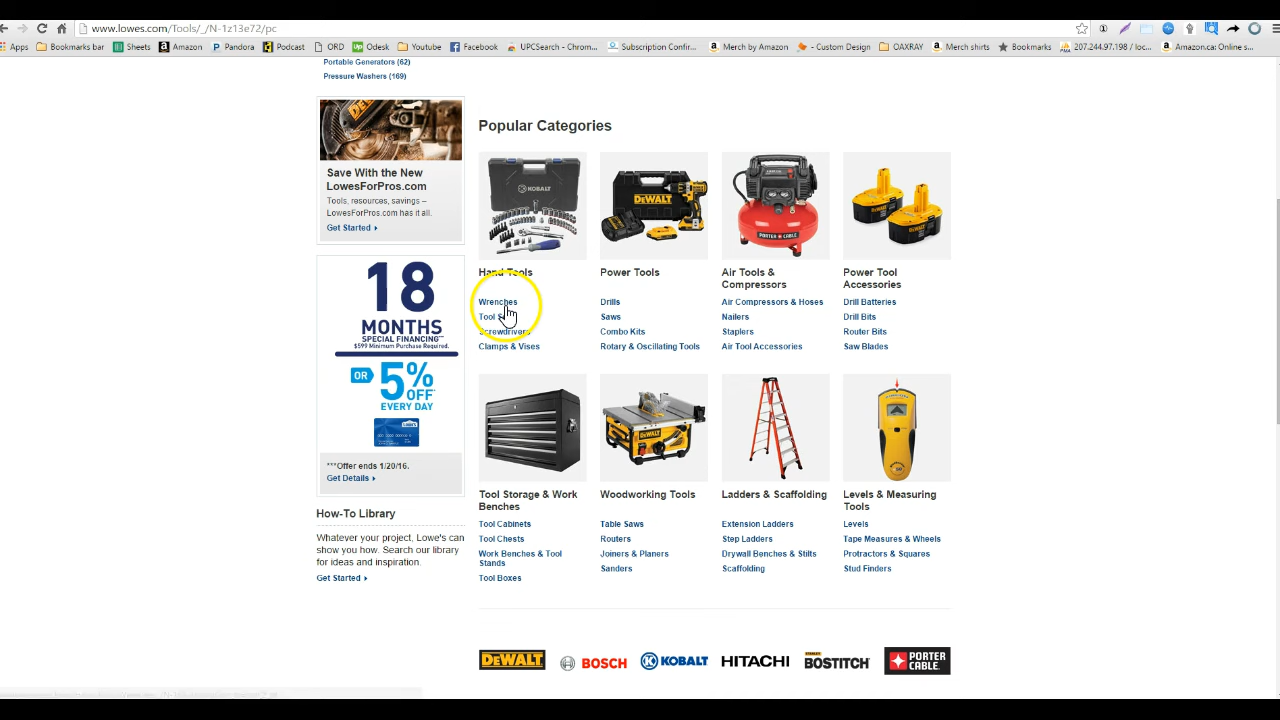 www.lowes.com/Tools/_/N-1z13e72/pc
Apps Bookmarks bar Sheets Amazon Pandora Podcast ORD Odesk Youtube Facebook UPCSearch - Chrom... Subscription Confir... Merch by Amazon - Custom Design OAXRAY Merch shirts Bookmarks 207.244.97.198 / loc... Amazon.ca: Online s...
Portable Generators (62)
Pressure Washers (169)
Save With the New
LowesForPros.com
Tools, resources, savings –
LowesForPros.com has it all.
Get Started
18
MONTHS
SPECIAL FINANCING**
$599 Minimum Purchase Required.
OR 5% OFF*
EVERY DAY
***Offer ends 1/20/16.
Get Details
How-To Library
Whatever your project, Lowe's can
show you how. Search our library
for ideas and inspiration.
Get Started
Popular Categories
KOBALT
DEWALT
PORTER CABLE
Hand Tools
Wrenches
Tool
Screwdrivers
Clamps & Vises
Power Tools
Drills
Saws
Combo Kits
Rotary & Oscillating Tools
Air Tools &
Compressors
Air Compressors & Hoses
Nailers
Staplers
Air Tool Accessories
Power Tool
Accessories
Drill Batteries
Drill Bits
Router Bits
Saw Blades
DEWALT
Tool Storage & Work
Benches
Tool Cabinets
Tool Chests
Work Benches & Tool
Stands
Tool Boxes
Woodworking Tools
Table Saws
Routers
Joiners & Planers
Sanders
Ladders & Scaffolding
Extension Ladders
Step Ladders
Drywall Benches & Stilts
Scaffolding
Levels & Measuring
Tools
Levels
Tape Measures & Wheels
Protractors & Squares
Stud Finders
DEWALT BOSCH KOBALT HITACHI STANLEY BOSTITCH PORTER CABLE